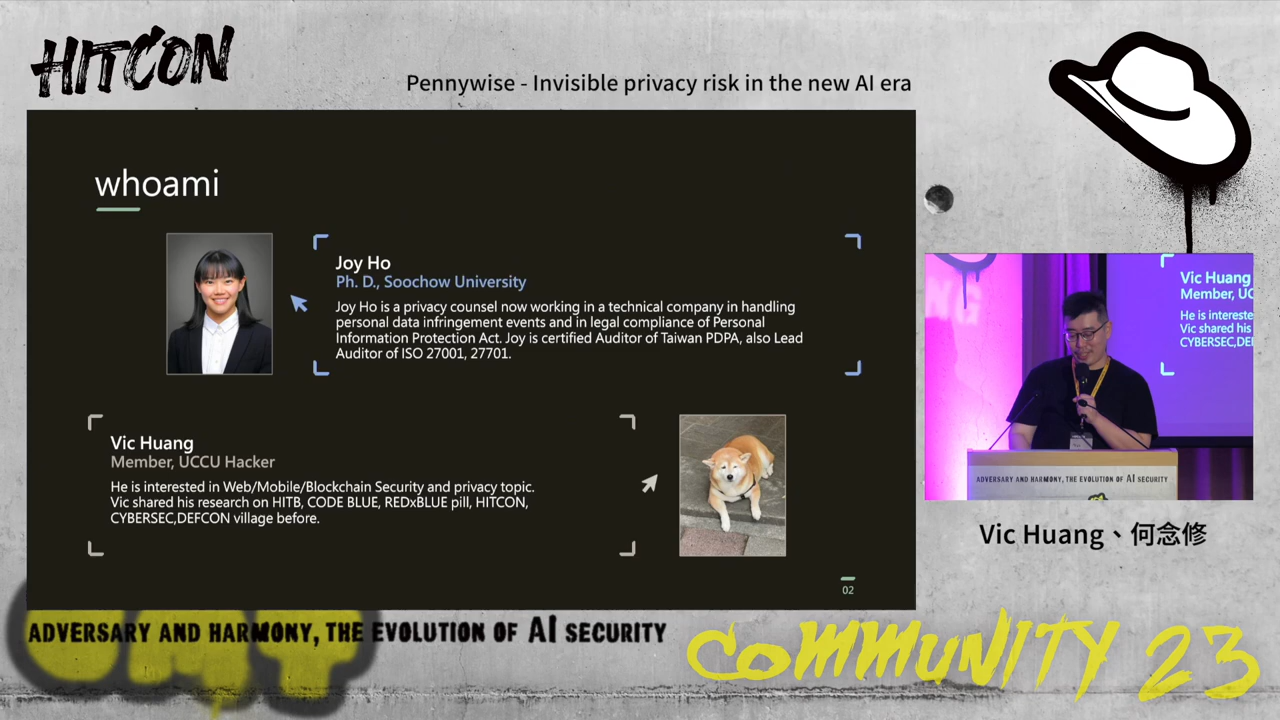 HITCON
Pennywise - Invisible privacy risk in the new AI era
whoami
Joy Ho
Ph. D., Soochow University
Joy Ho is a privacy counsel now working in a technical company in handling
personal data infringement events and in legal compliance of Personal
Information Protection Act. Joy is certified Auditor of Taiwan PDPA, also Lead
Auditor of ISO 27001, 27701.
Vic Huang
Member, UCCU Hacker
He is interested in Web/Mobile/Blockchain Security and privacy topic.
Vic shared his research on HITB, CODE BLUE, REDxBLUE pill, HITCON,
CYBERSEC,DEFCON village before.
02
Vic Huang
Member, UC
He is intereste
Vic shared his
CYBERSEC,DE
ADVERSARY AND HARMONY, THE EVOLUTION OF AI SECURITY
Vic Huang、何念修
ADVERSARY AND HARMONY, THE EVOLUTION OF AI SECURITY
COMMUNITY 23